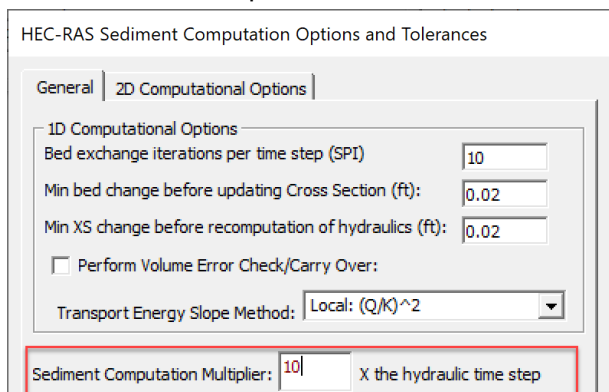 HEC-RAS Sediment Computation Options and Tolerances
General 2D Computational Options
1D Computational Options
Bed exchange iterations per time step (SPI) 10
Min bed change before updating Cross Section (ft): 0.02
Min XS change before recomputation of hydraulics (ft): 0.02
Perform Volume Error Check/Carry Over:
Transport Energy Slope Method: Local: (Q/K)^2
Sediment Computation Multiplier: 10 X the hydraulic time step